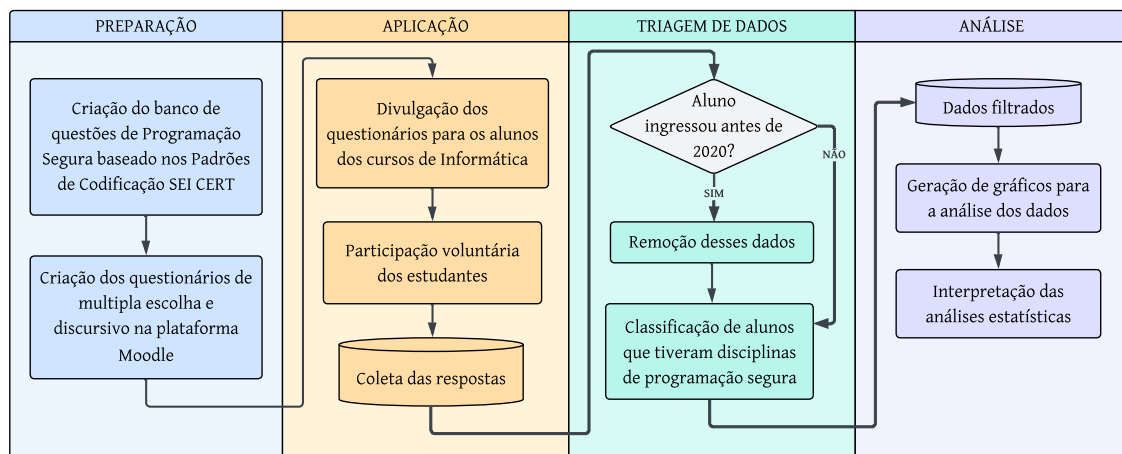 PREPARAÇÃO
Criação do banco de
questões de Programação
Segura baseado nos Padrões
de Codificação SEI CERT
Criação dos questionários de
multipla escolha e
discursivo na plataforma
Moodle
APLICAÇÃO
Divulgação dos
questionários para os alunos
dos cursos de Informática
Participação voluntária
dos estudantes
Coleta das respostas
TRIAGEM DE DADOS
Aluno
ingressou antes de
2020?
NÃO
SIM
Remoção desses dados
Classificação de alunos
que tiveram disciplinas
de programação segura
ANÁLISE
Dados filtrados
Geração de gráficos para
a análise dos dados
Interpretação das
análises estatísticas